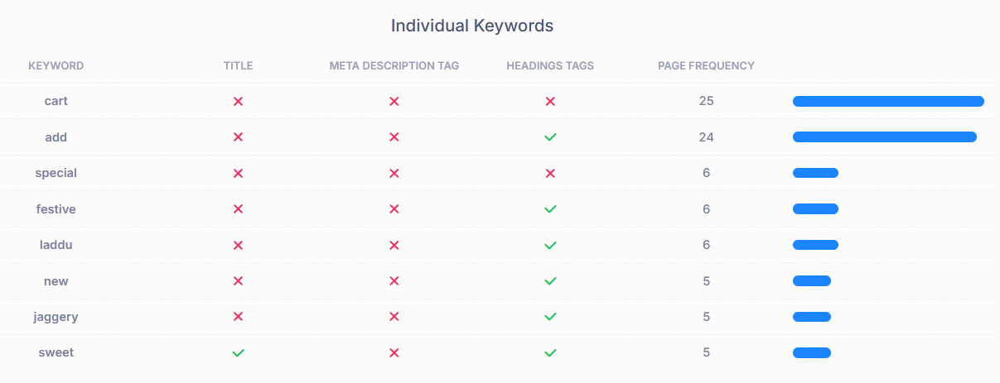 Individual Keywords
KEYWORD TITLE META DESCRIPTION TAG HEADINGS TAGS PAGE FREQUENCY
cart 25
add 24
special 6
festive 6
laddu 6
new 5
jaggery 5
sweet 5